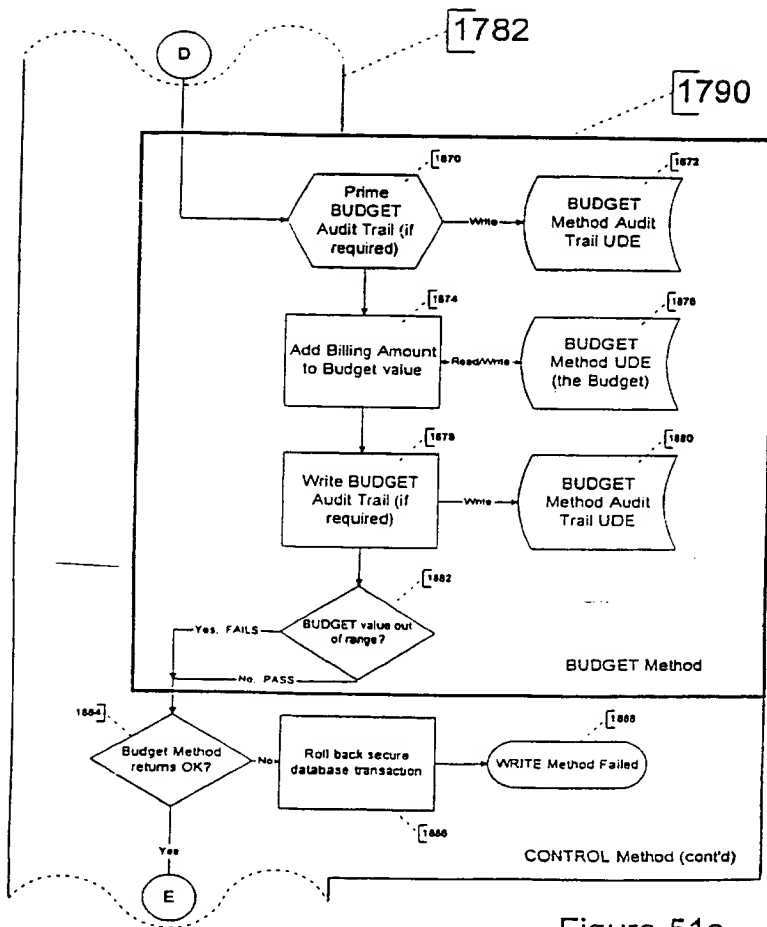 1782
D
1790
1870
Prime
BUDGET
Audit Trail (if
required)
Write
1872
BUDGET
Method Audit
Trail UDE
1874
Add Billing Amount
to Budget value
Read/Write
1876
BUDGET
Method UDE
(the Budget)
1878
Write BUDGET
Audit Trail (if
required)
Write
1880
BUDGET
Method Audit
Trail UDE
1882
BUDGET value out
of range?
Yes, FAILS
No, PASS
BUDGET Method
1884
Budget Method
returns OK?
No
Roll back secure
database transaction
1886
1888
WRITE Method Failed
Yes
CONTROL Method (cont'd)
E